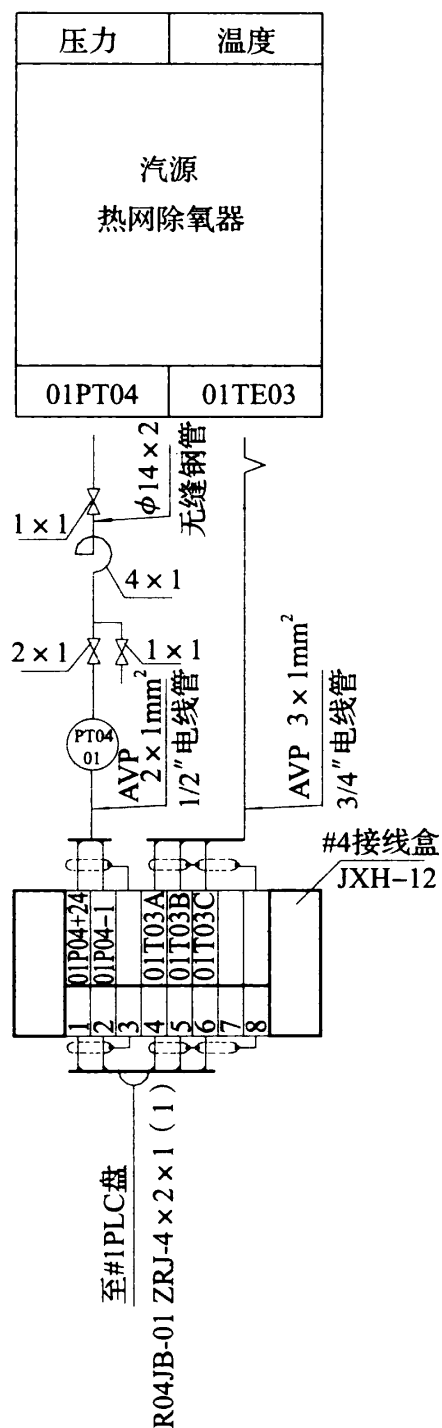 压力
温度
汽源
热网除氧器
01PT04
01TE03
1×1
φ14×2
无缝钢管
4×1
2×1
1×1
PT04
01
AVP
2×1mm²
1/2″电线管
AVP 3×1mm²
3/4″电线管
#4接线盒
JXH-12
01P04+24
01P04-1
01T03A
01T03B
01T03C
1
2
3
4
5
6
7
8
至#1PLC盘
R04JB-01 ZRJ-4×2×1(1)